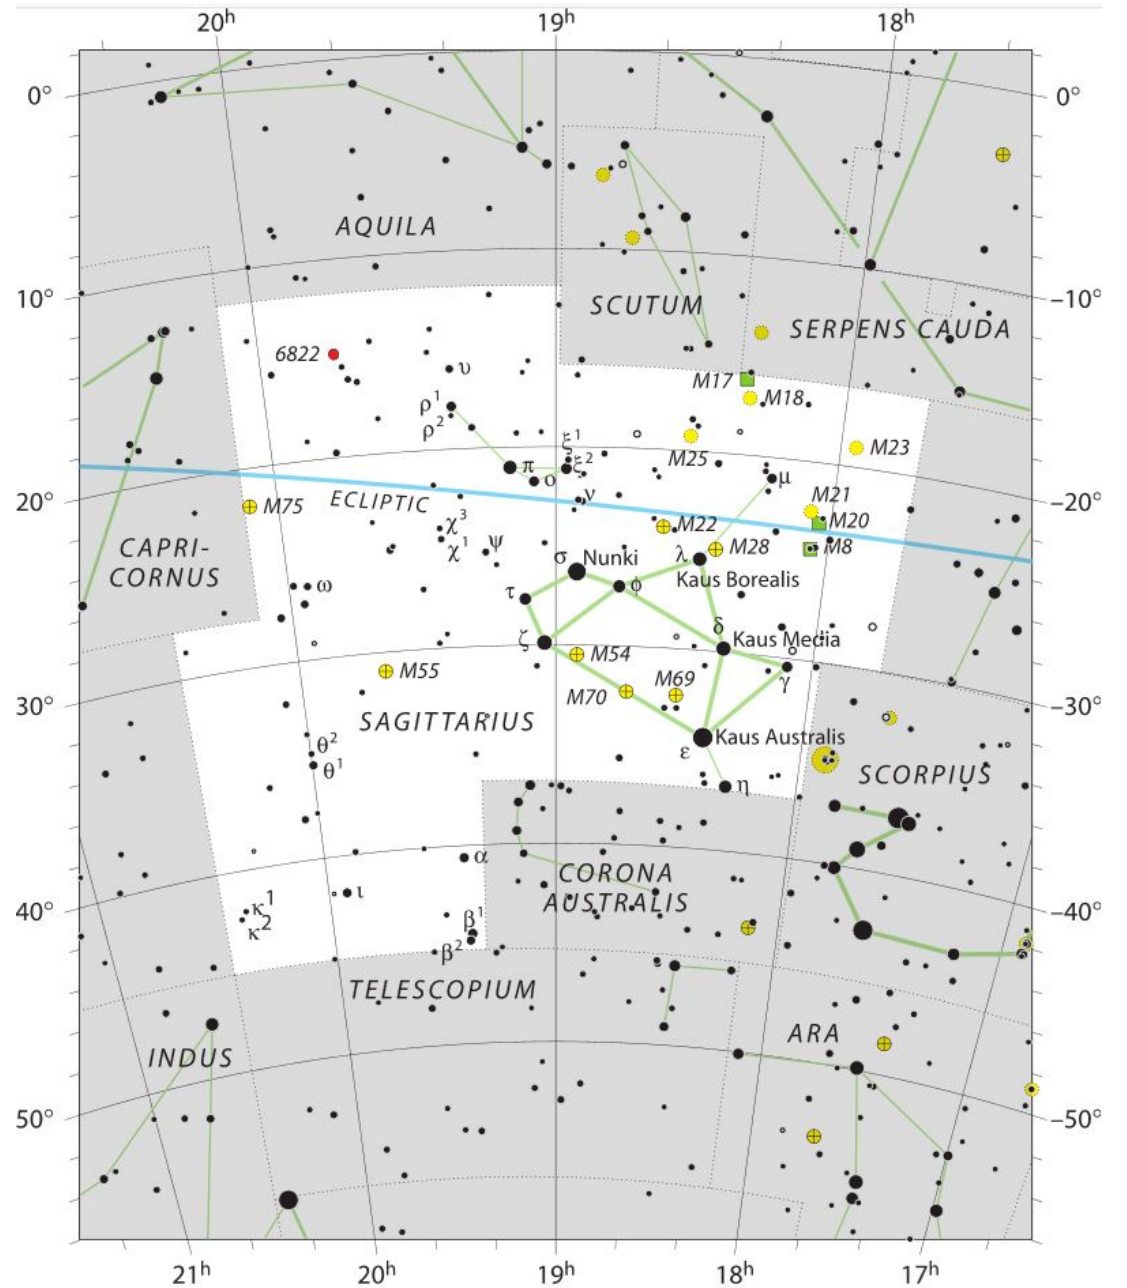 20h 19h 18h
0° 0°
AQUILA
10° –10°
SCUTUM
SERPENS CAUDA
6822
υ
M17
M18
ρ1
ρ2
ξ1
M23
M25
π
ξ2
ο
μ
20° –20°
ECLIPTIC
ν
M21
M75
M20
χ3
M22
χ1
ψ
M28
M8
CAPRI-
CORNUS
σ Nunki
λ
Kaus Borealis
ω
τ
φ
δ
ζ
Kaus Media
M54
M55
M69
γ
M70
30° –30°
SAGITTARIUS
Kaus Australis
θ2
ε
θ1
SCORPIUS
η
α
CORONA
AUSTRALIS
ι
κ1
40° –40°
κ2
β1
β2
TELESCOPIUM
ARA
INDUS
50° –50°
21h 20h 19h 18h 17h